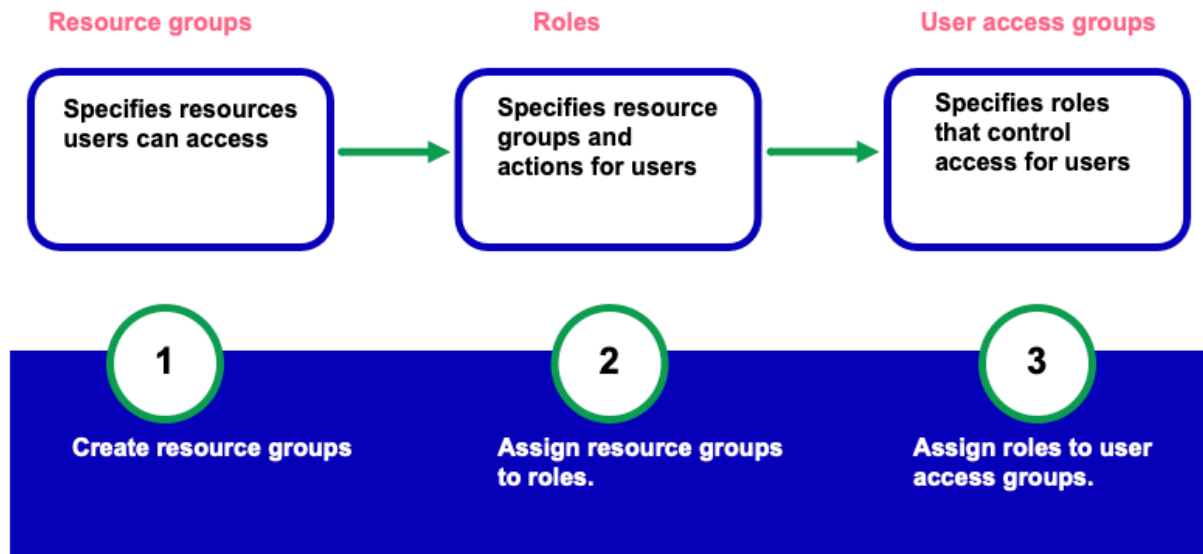 Resource groups
Roles
User access groups
Specifies resources
users can access
Specifies resource
groups and
actions for users
Specifies roles
that control
access for users
1
2
3
Create resource groups
Assign resource groups
to roles.
Assign roles to user
access groups.